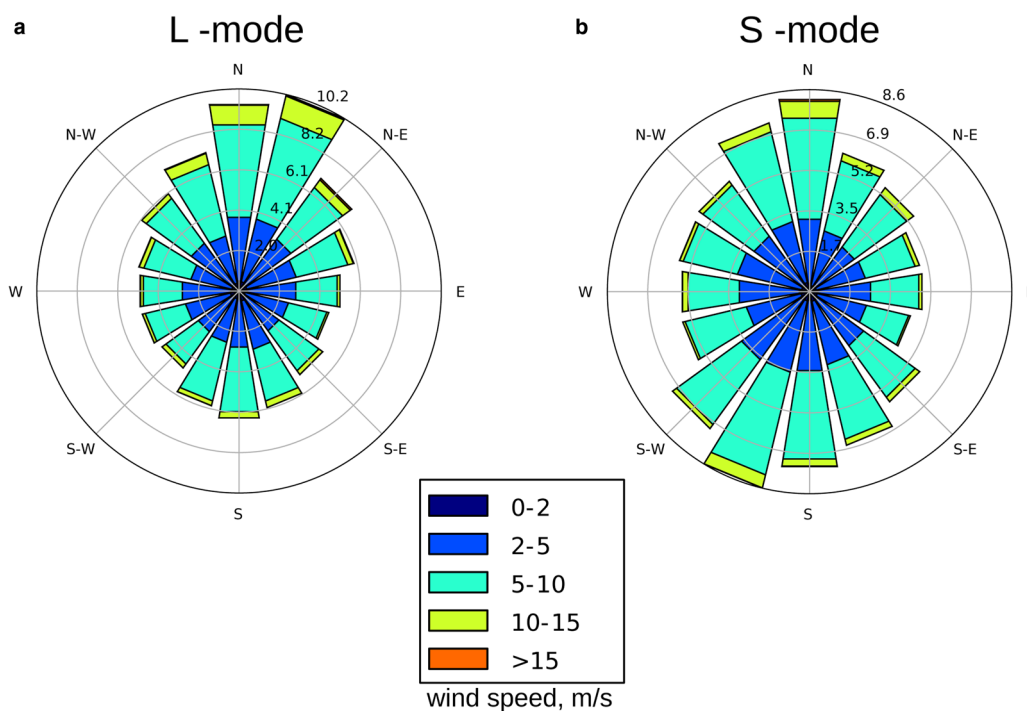 a
L -mode
N
10.2
N-W
N-E
8.2
6.1
4.1
2.0
W
E
S-W
S-E
S
b
S -mode
N
8.6
N-W
N-E
6.9
5.2
3.5
W
S-W
S-E
S
0-2
2-5
5-10
10-15
>15
wind speed, m/s